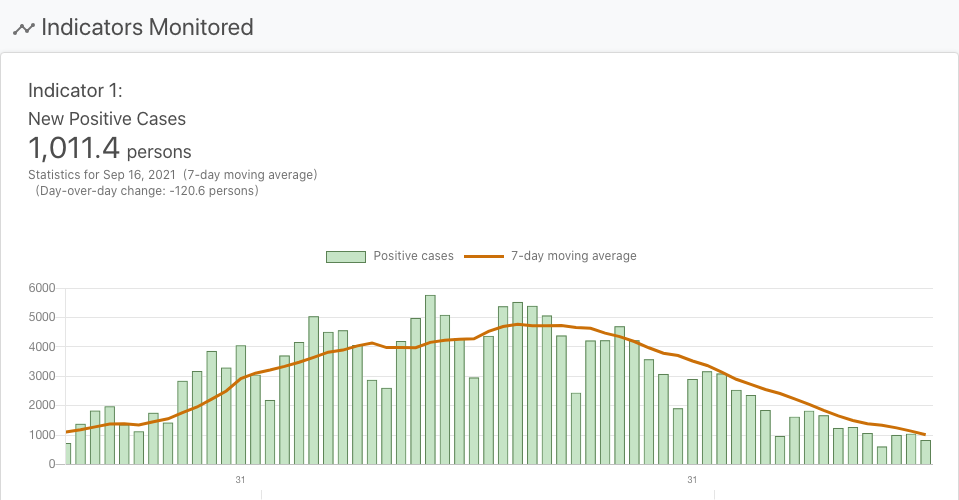 Indicators Monitored
Indicator 1:
New Positive Cases
1,011.4 persons
Statistics for Sep 16, 2021 (7-day moving average)
(Day-over-day change: -120.6 persons)
Positive cases 7-day moving average
6000
5000
4000
3000
2000
1000
0
31 31